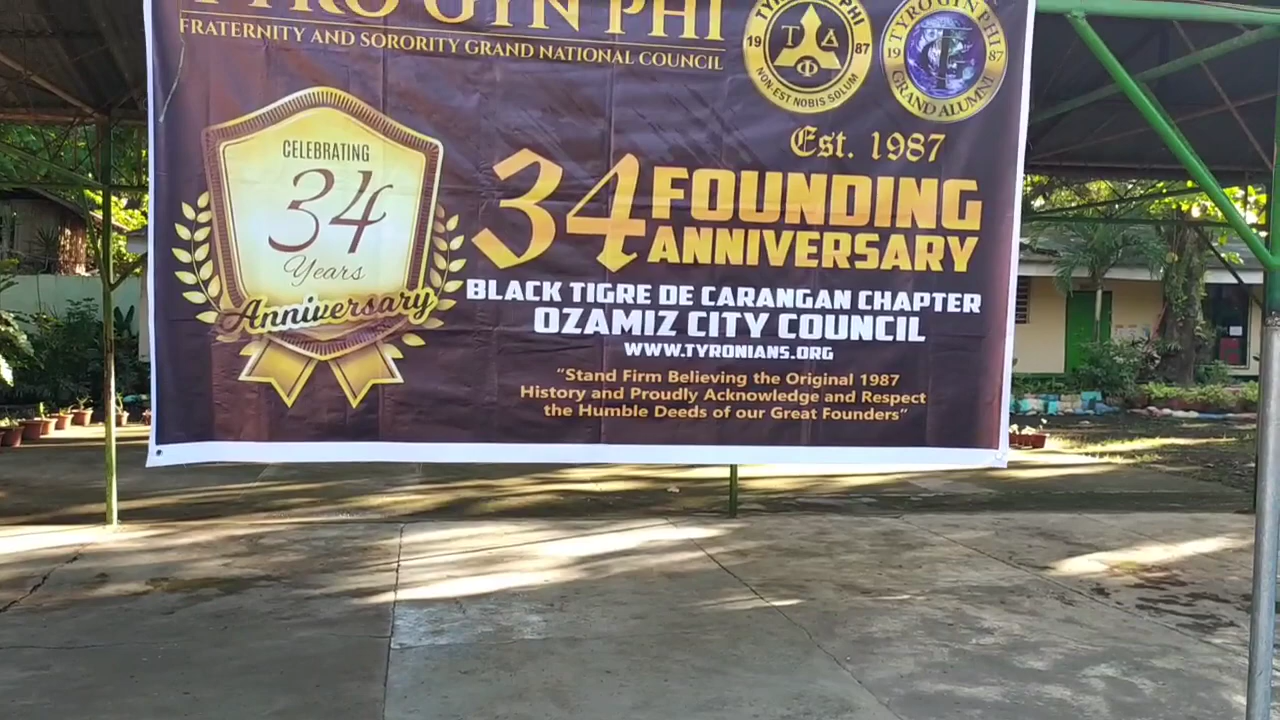 TYRO GYN PHI
FRATERNITY AND SORORITY GRAND NATIONAL COUNCIL
TYRO GYN PHI
19 87
Τ Δ
Φ
NON-EST NOBIS SOLUM
TYRO GYN PHI
19 87
GRAND ALUMNI
Est. 1987
CELEBRATING
34
Years
Anniversary
34 FOUNDING
ANNIVERSARY
BLACK TIGRE DE CARANGAN CHAPTER
OZAMIZ CITY COUNCIL
WWW.TYRONIANS.ORG
“Stand Firm Believing the Original 1987
History and Proudly Acknowledge and Respect
the Humble Deeds of our Great Founders”